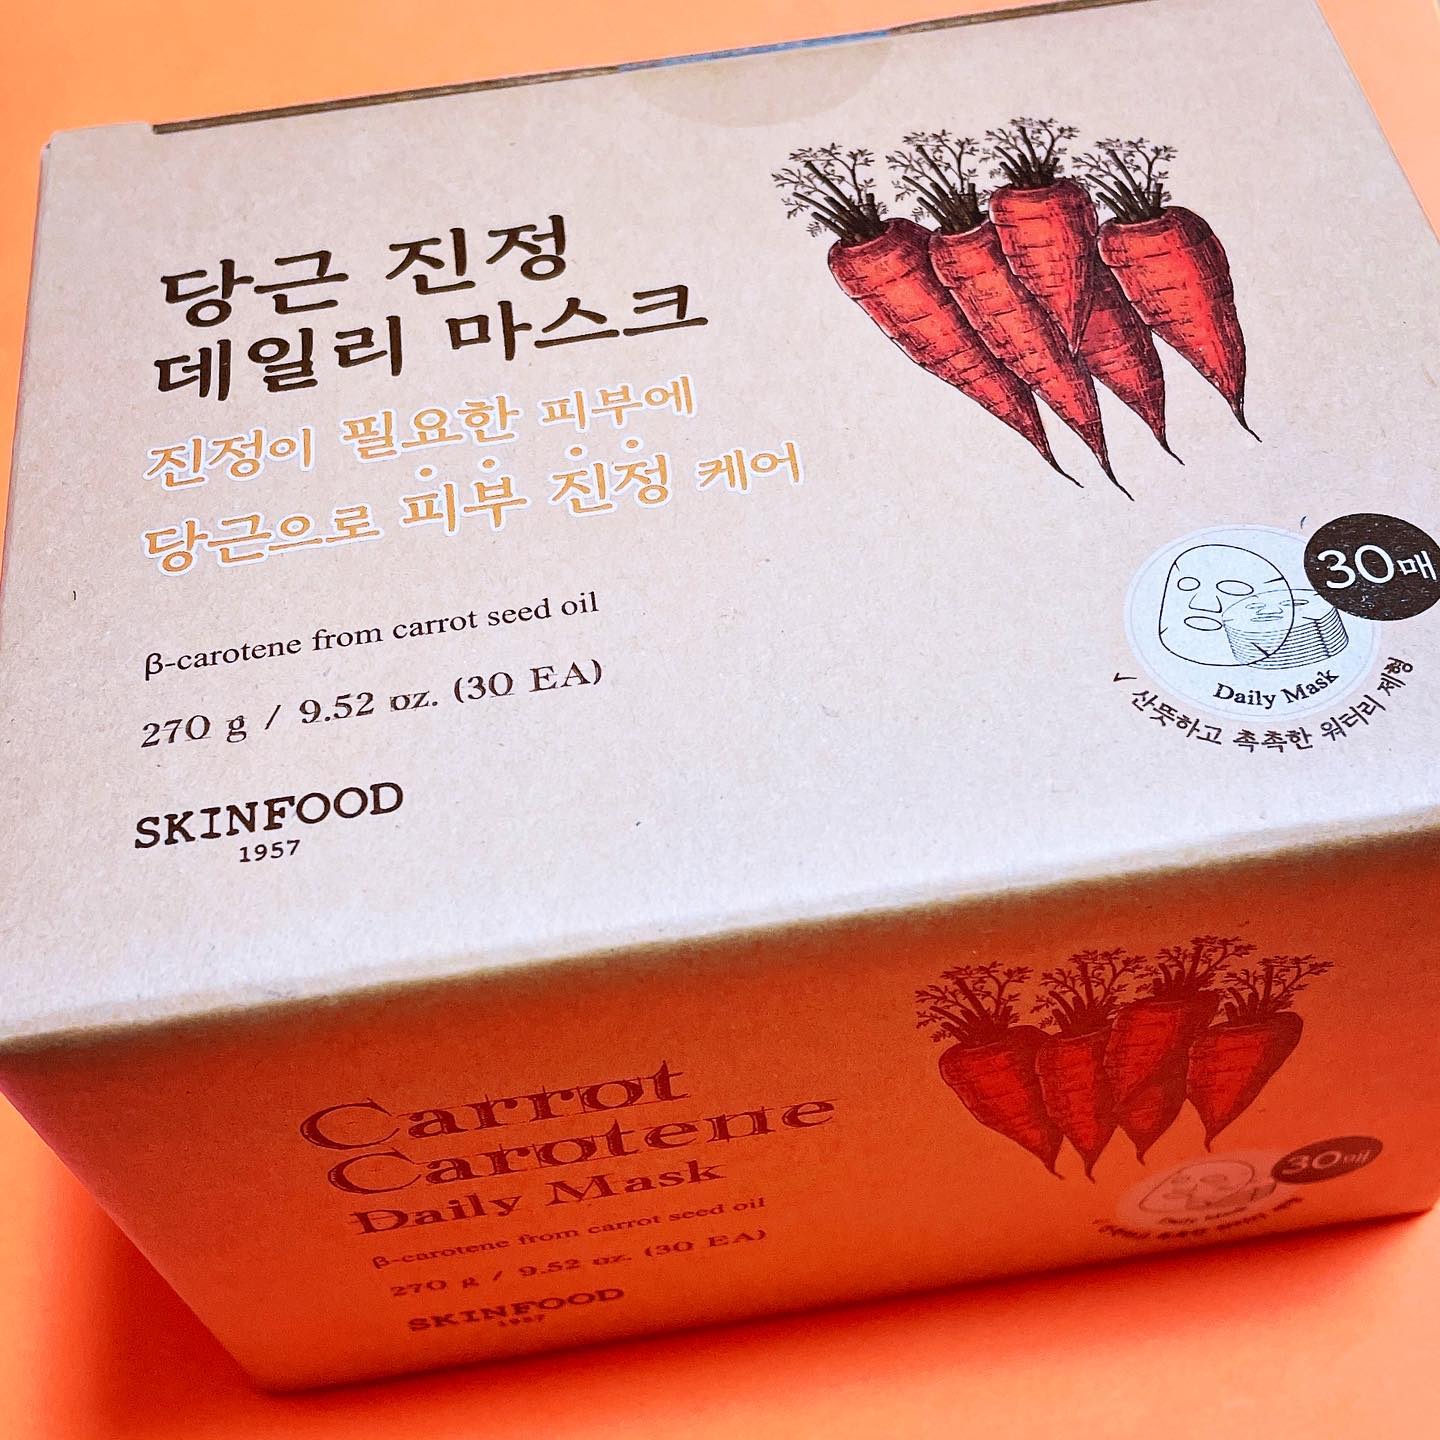 당근 진정
데일리 마스크
진정이 필요한 피부에
당근으로 피부 진정 케어
β-carotene from carrot seed oil
270 g / 9.52 oz. (30 EA)
SKINFOOD
1957
30매
Daily Mask
✓ 산뜻하고 촉촉한 워터리 제형
Carrot
Carotene
Daily Mask
β-carotene from carrot seed oil
270 g / 9.52 oz. (30 EA)
SKINFOOD
1957
30매
Daily Mask